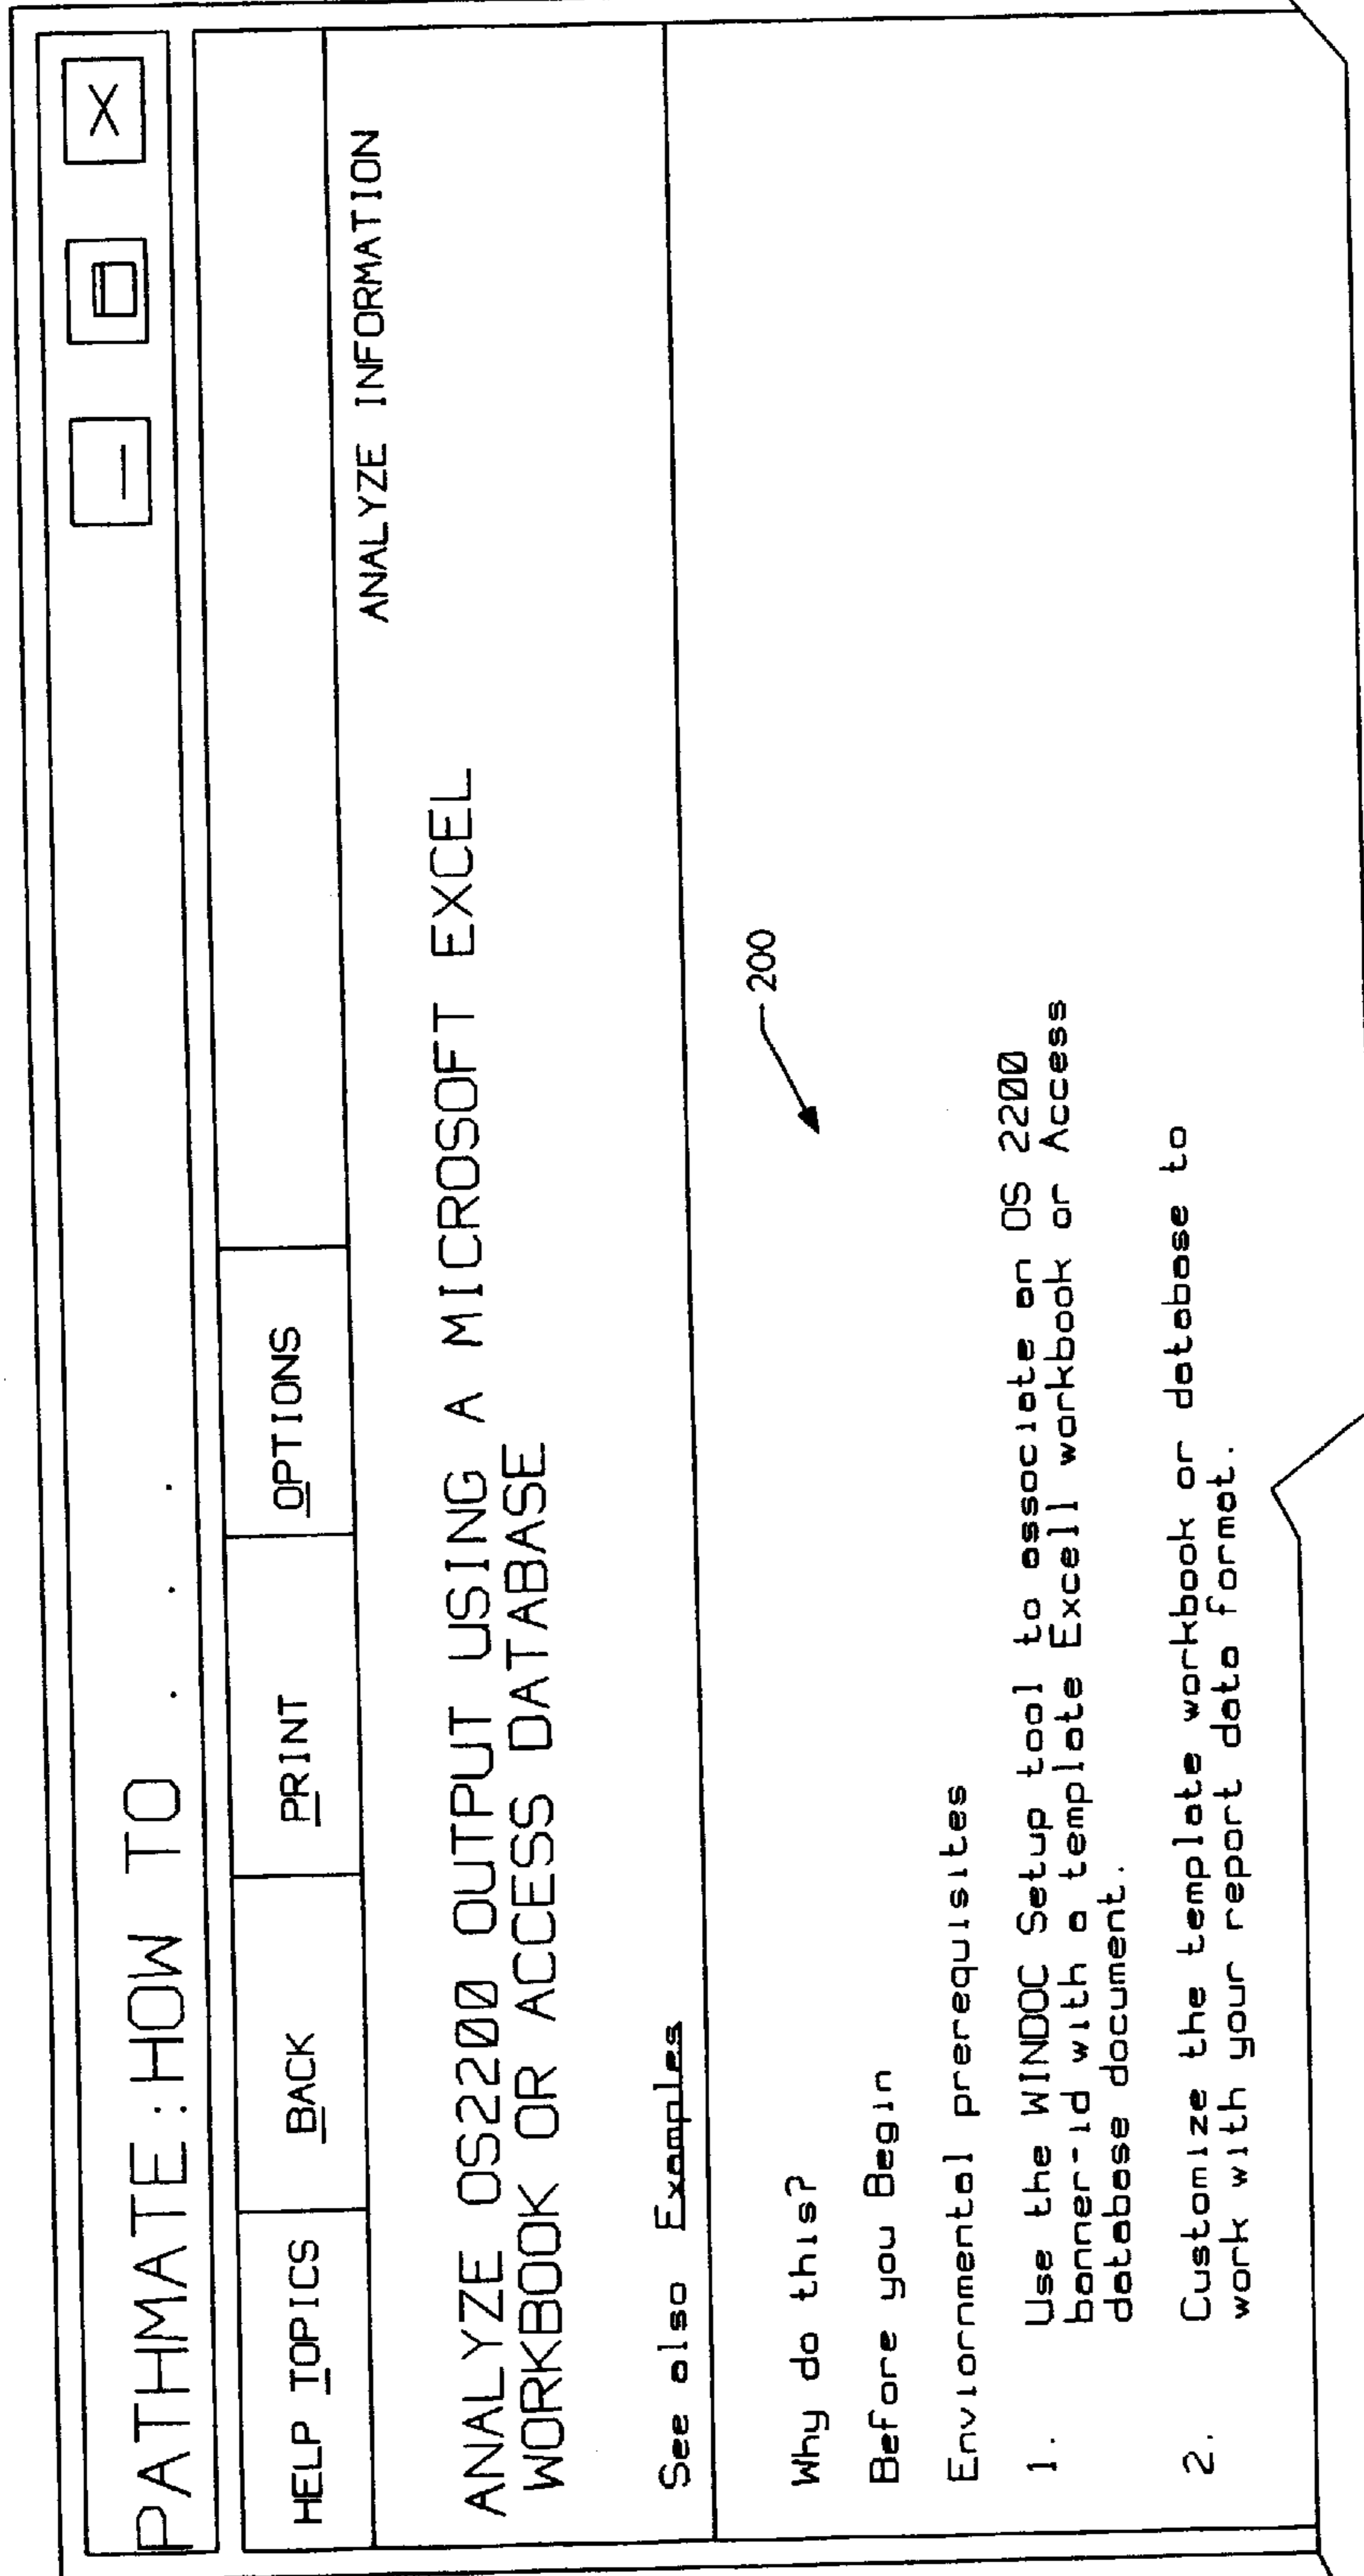 PATHMATE:HOW TO . . .
X
HELP TOPICS BACK PRINT OPTIONS
ANALYZE INFORMATION
ANALYZE OS2200 OUTPUT USING A MICROSOFT EXCEL
WORKBOOK OR ACCESS DATABASE
See also Examples
200
Why do this?
Before you Begin
Enviornmental prerequisites
1. Use the WINDOC Setup tool to associate an OS 2200
banner-id with a template Excell workbook or Access
database document.
2. Customize the template workbook or database to
work with your report data format.